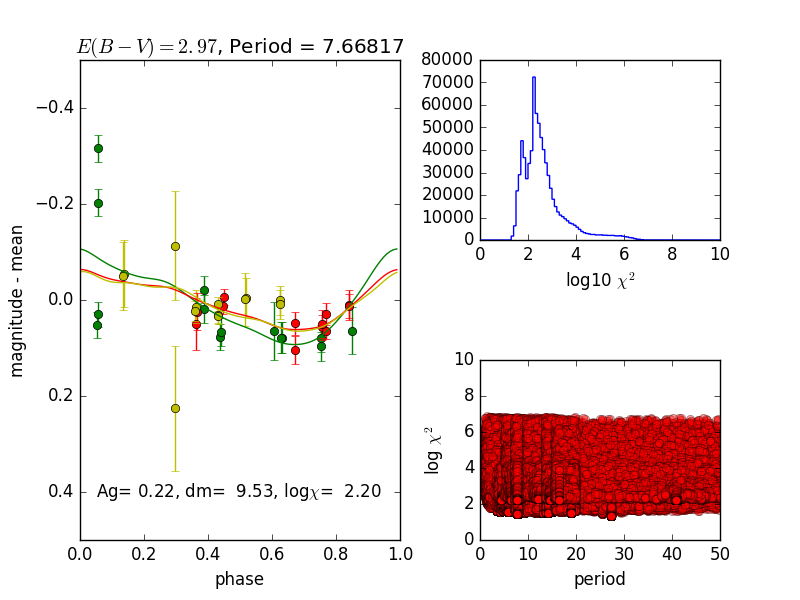 E(B−V)=2.97, Period = 7.66817
magnitude - mean
−0.4
−0.2
0.0
0.2
0.4
Ag= 0.22, dm= 9.53, logχ= 2.20
0.0 0.2 0.4 0.6 0.8 1.0
phase
80000
70000
60000
50000
40000
30000
20000
10000
0
0 2 4 6 8 10
log10 χ²
log χ²
10
8
6
4
2
0
0 10 20 30 40 50
period